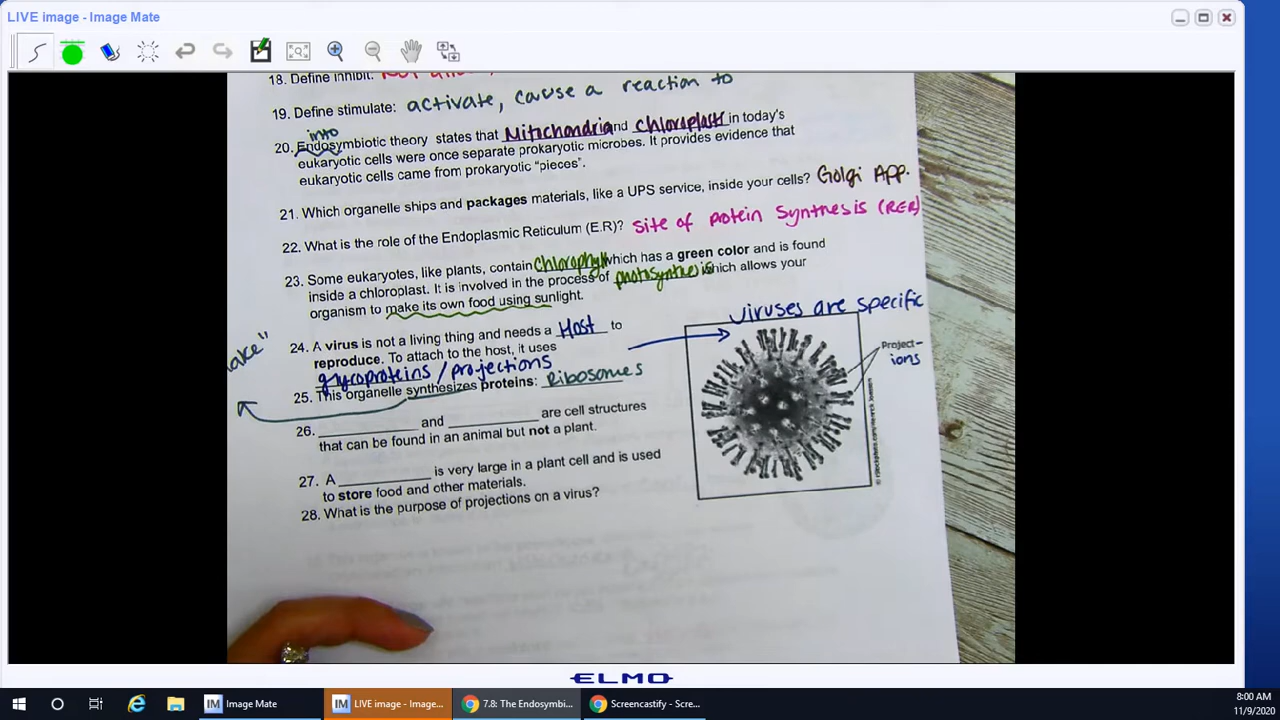 LIVE image - Image Mate
18. Define inhibit:
19. Define stimulate: activate, cause a reaction to
into
20. Endosymbiotic theory states that Mitochondria and chloroplasts in today's
eukaryotic cells were once separate prokaryotic microbes. It provides evidence that
eukaryotic cells came from prokaryotic "pieces".
21. Which organelle ships and packages materials, like a UPS service, inside your cells? Golgi App.
22. What is the role of the Endoplasmic Reticulum (E.R)? Site of protein synthesis (RER)
23. Some eukaryotes, like plants, contain chlorophyll which has a green color and is found
inside a chloroplast. It is involved in the process of photosynthesis which allows your
organism to make its own food using sunlight.
viruses are specific
24. A virus is not a living thing and needs a Host to
reproduce. To attach to the host, it uses
glycoproteins / projections
25. This organelle synthesizes proteins: Ribosomes
26. ____________ and ____________ are cell structures
that can be found in an animal but not a plant.
27. A ____________ is very large in a plant cell and is used
to store food and other materials.
28. What is the purpose of projections on a virus?
Project-
ions
ELMO
Image Mate
LIVE image - Image...
7.8: The Endosymbi...
Screencastify - Scre...
8:00 AM
11/9/2020